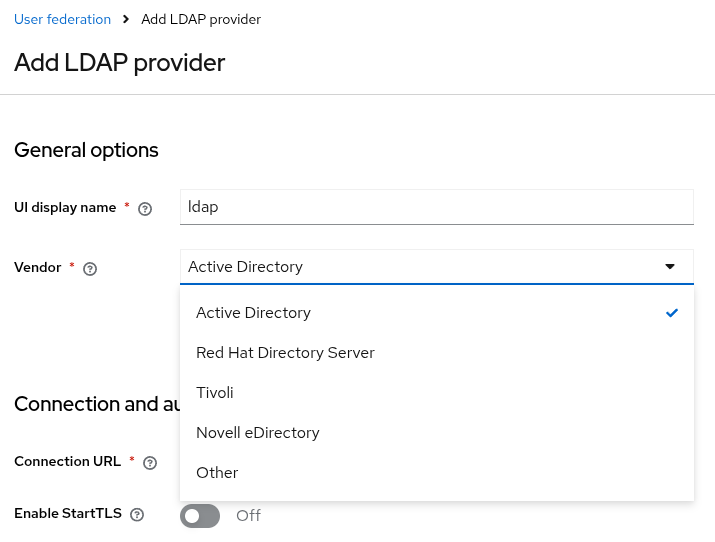 User federation > Add LDAP provider
Add LDAP provider
General options
UI display name * ldap
Vendor * Active Directory
Active Directory
Red Hat Directory Server
Tivoli
Connection and au
Novell eDirectory
Connection URL *
Other
Enable StartTLS Off